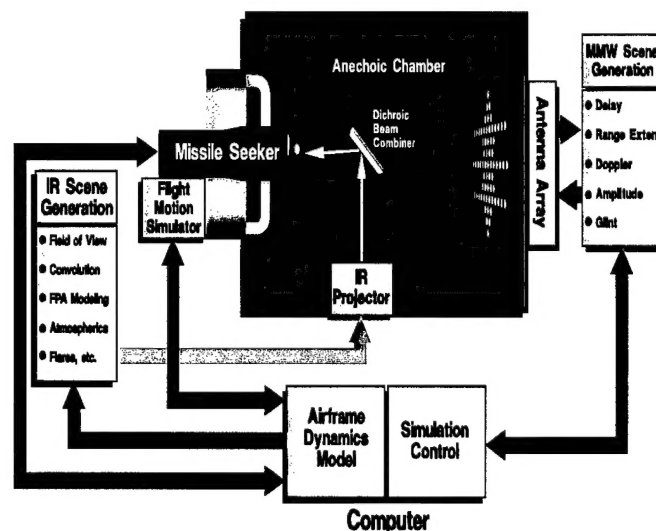 Anechoic Chamber
Dichroic
Beam
Combiner
Missile Seeker
Flight
Motion
Simulator
IR Scene
Generation
Field of View
Convolution
FPA Modeling
Atmospherics
Flares, etc.
IR
Projector
Antenna Array
MMW Scene
Generation
Delay
Range Exten
Doppler
Amplitude
Glint
Airframe
Dynamics
Model
Simulation
Control
Computer